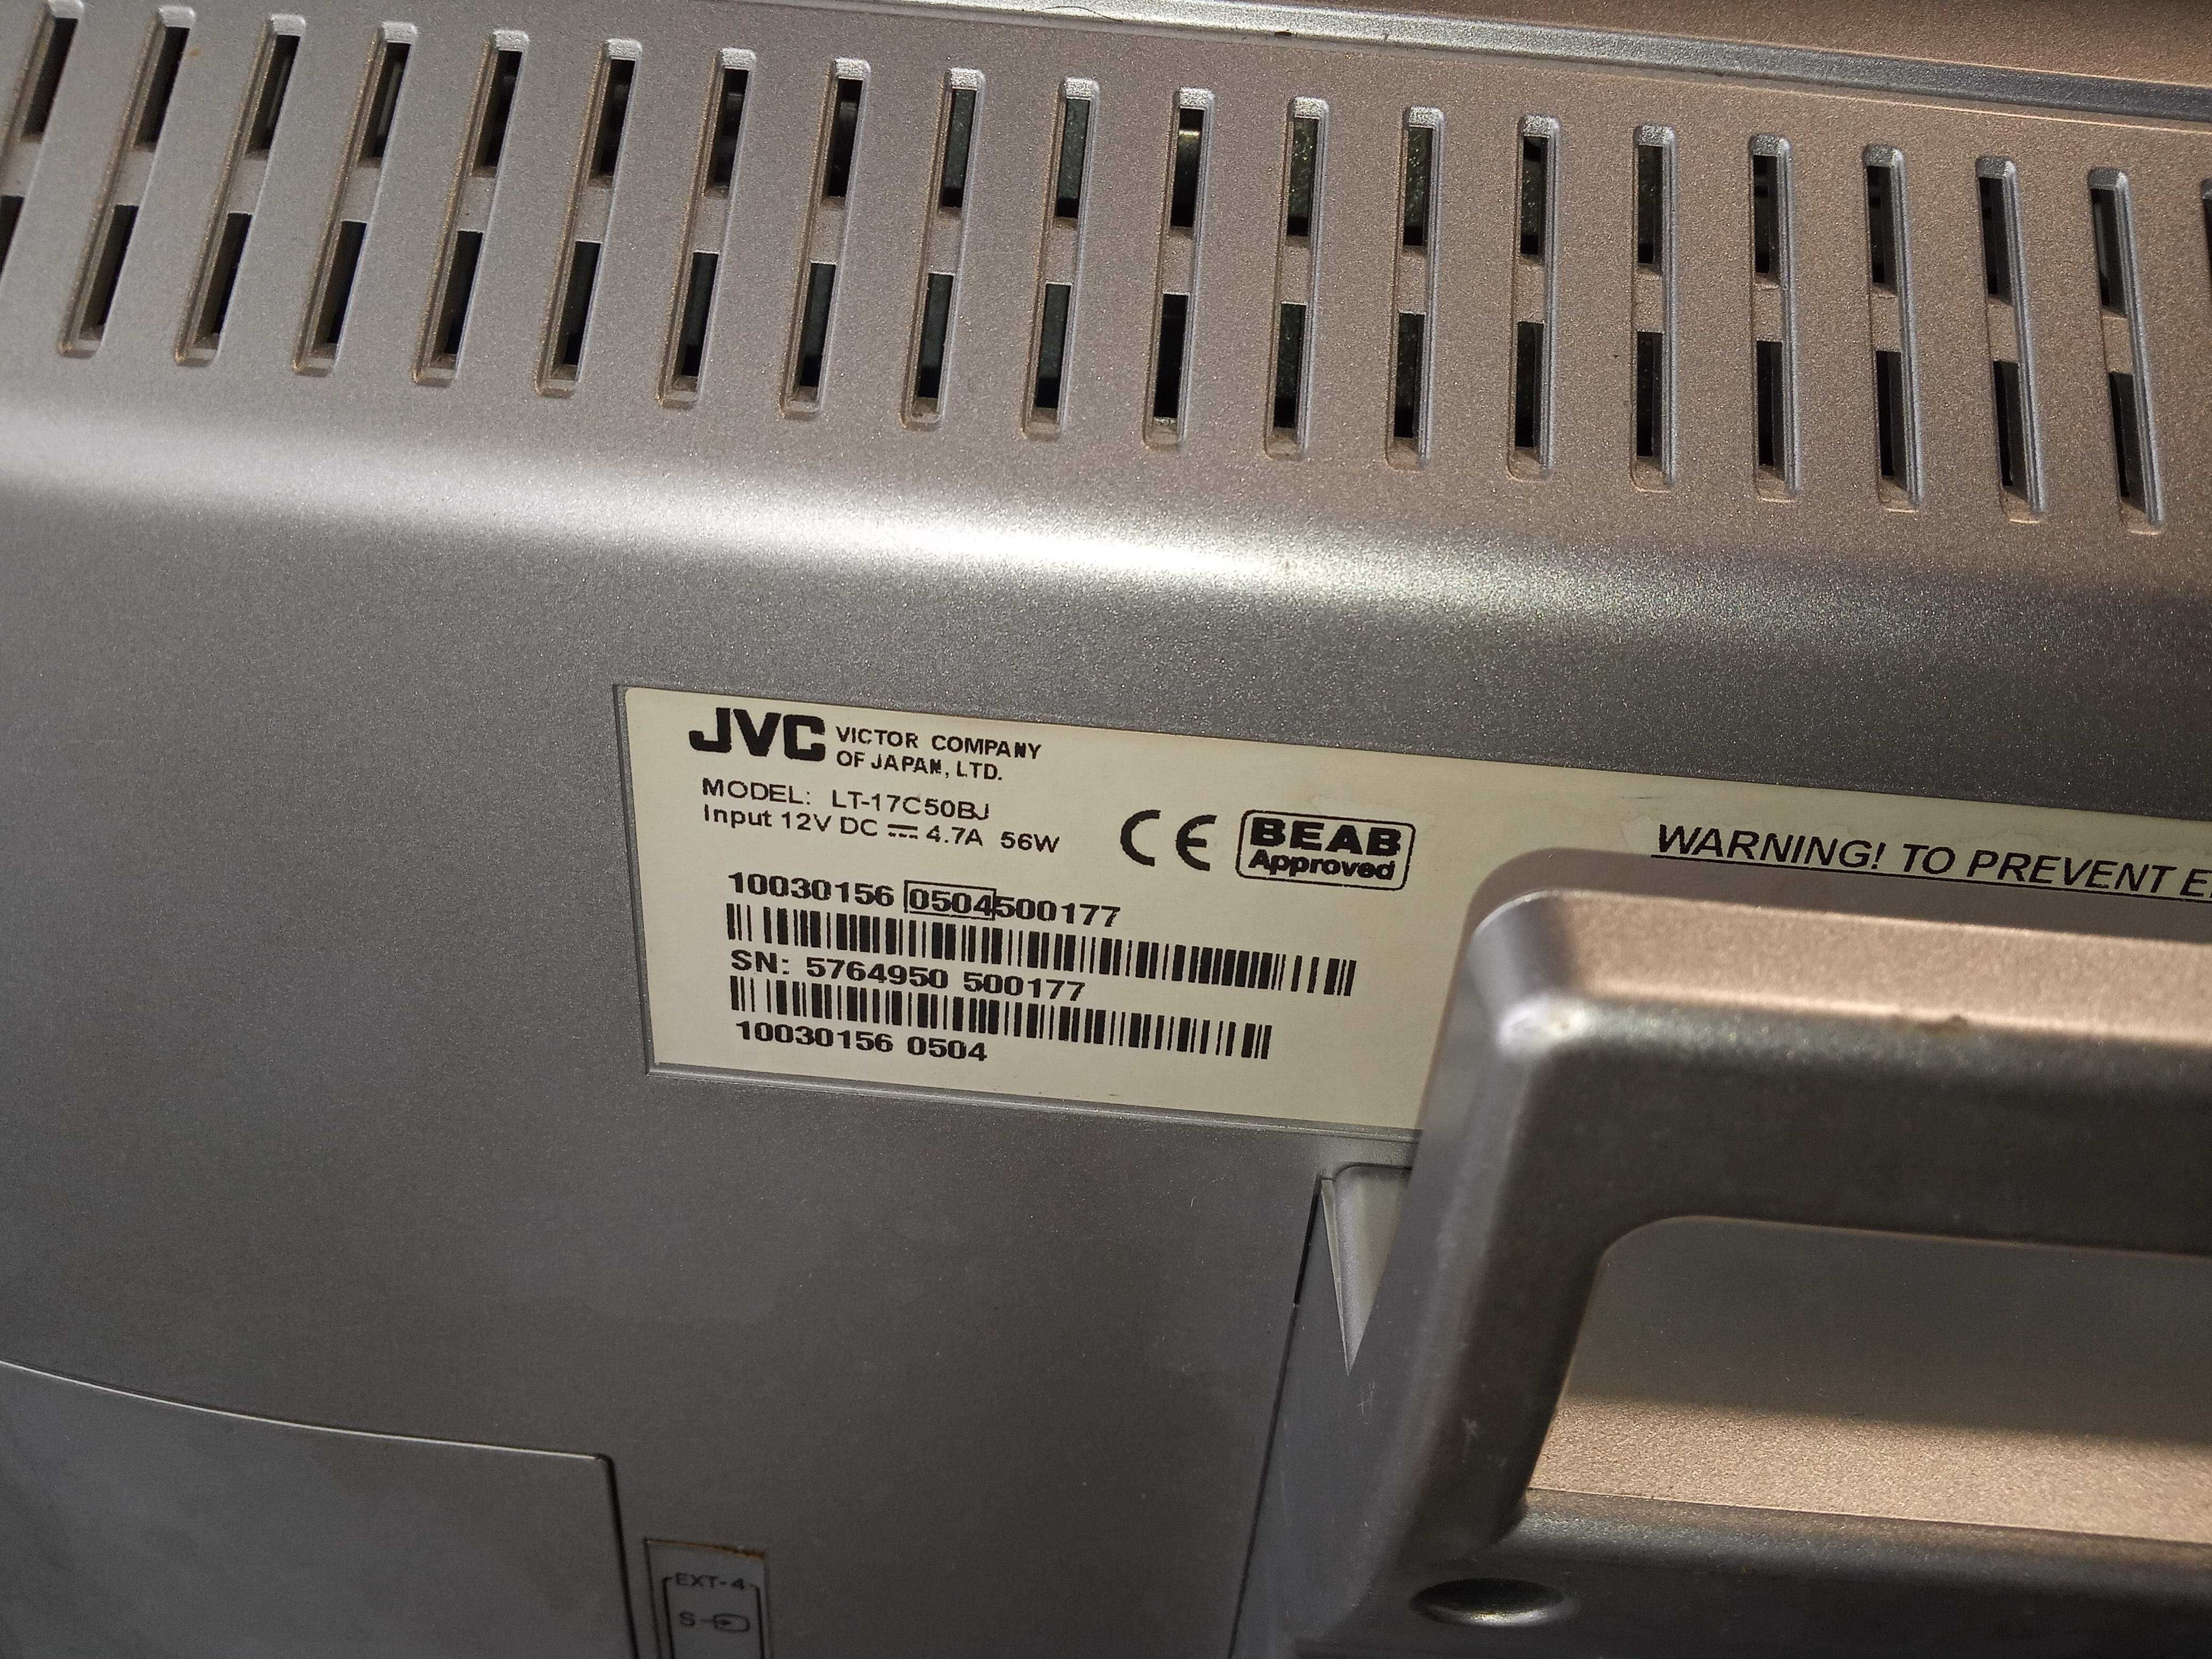 JVC VICTOR COMPANY
OF JAPAN, LTD.
MODEL: LT-17C50BJ
Input 12V DC ⎓ 4.7A 56W
CE
BEAB
Approved
WARNING! TO PREVENT
10030156 0504500177
SN: 5764950 500177
10030156 0504
EXT-4
S